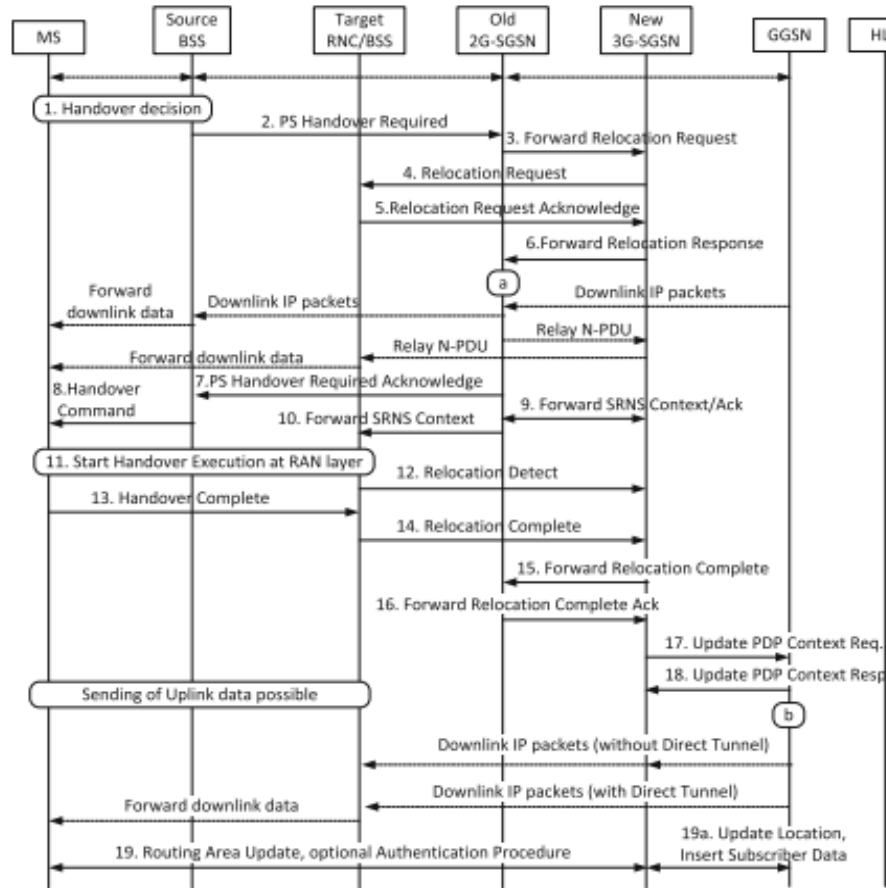 MS
Source
BSS
Target
RNC/BSS
Old
2G-SGSN
New
3G-SGSN
GGSN
1. Handover decision
2. PS Handover Required
3. Forward Relocation Request
4. Relocation Request
5.Relocation Request Acknowledge
6.Forward Relocation Response
a
Forward
downlink data
Downlink IP packets
Downlink IP packets
Relay N-PDU
Relay N-PDU
Forward downlink data
7.PS Handover Required Acknowledge
8.Handover
Command
9. Forward SRNS Context/Ack
10. Forward SRNS Context
11. Start Handover Execution at RAN layer
12. Relocation Detect
13. Handover Complete
14. Relocation Complete
15. Forward Relocation Complete
16. Forward Relocation Complete Ack
17. Update PDP Context Req.
18. Update PDP Context Resp
Sending of Uplink data possible
b
Downlink IP packets (without Direct Tunnel)
Downlink IP packets (with Direct Tunnel)
Forward downlink data
19a. Update Location,
Insert Subscriber Data
19. Routing Area Update, optional Authentication Procedure